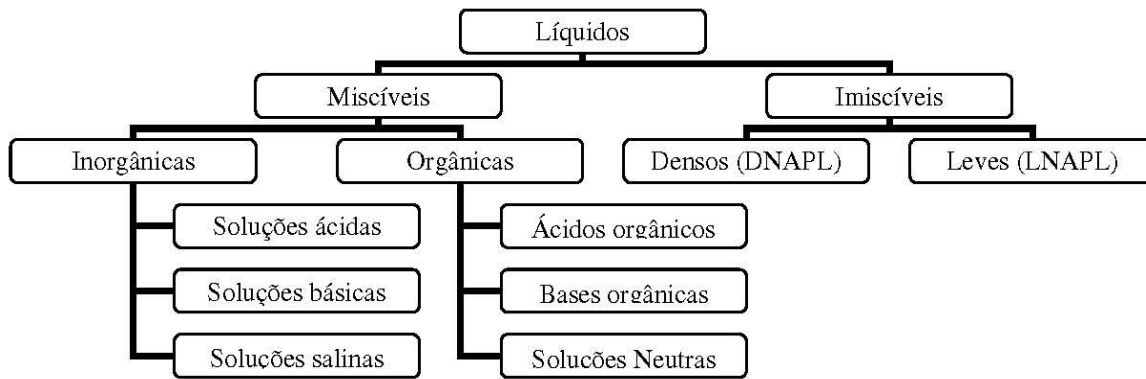 Líquidos
Miscíveis
Imiscíveis
Inorgânicas
Orgânicas
Densos (DNAPL)
Leves (LNAPL)
Soluções ácidas
Ácidos orgânicos
Soluções básicas
Bases orgânicas
Soluções salinas
Solucões Neutras